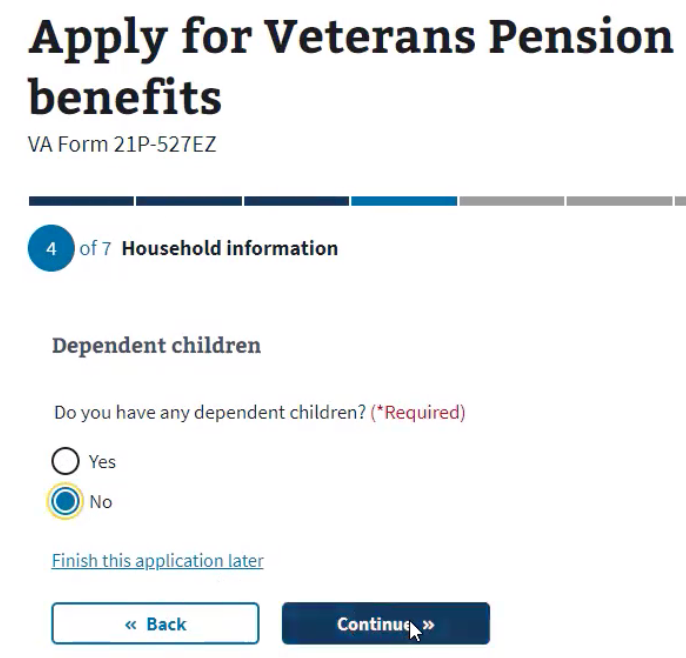 Apply for Veterans Pension
benefits
VA Form 21P-527EZ
4 of 7 Household information
Dependent children
Do you have any dependent children? (*Required)
Yes
No
Finish this application later
« Back
Continue »